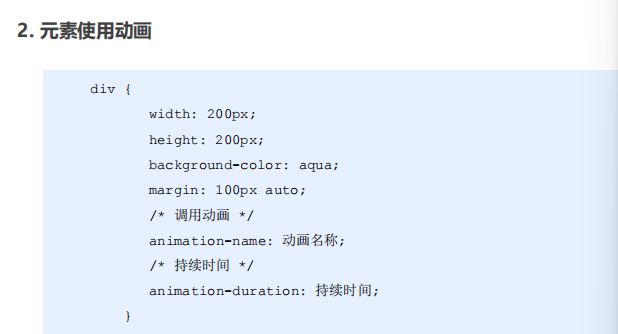 2. 元素使用动画
div {
width: 200px;
height: 200px;
background-color: aqua;
margin: 100px auto;
/* 调用动画 */
animation-name: 动画名称;
/* 持续时间 */
animation-duration: 持续时间;
}